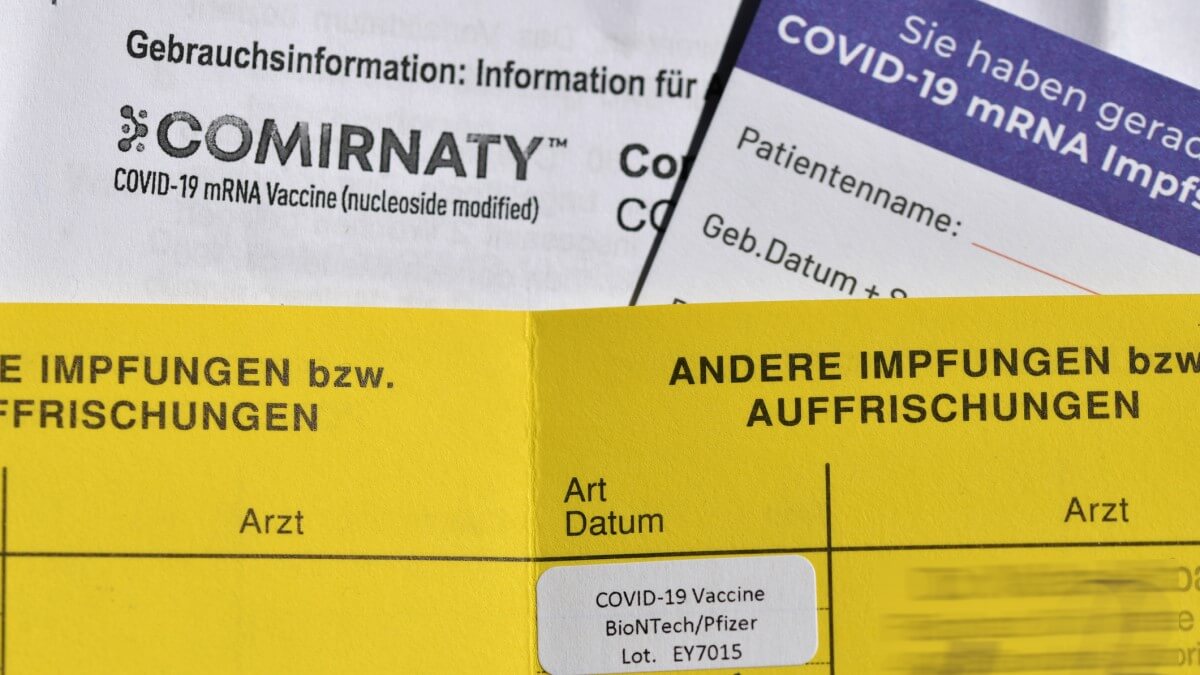 Gebrauchsinformation: Information für
COMIRNATY™
COVID-19 mRNA Vaccine (nucleoside modified)
Sie haben gerac
COVID-19 mRNA Impfs
Patientenname:
Geb.Datum +
E IMPFUNGEN bzw.
FFRISCHUNGEN
Arzt
ANDERE IMPFUNGEN bzw
AUFFRISCHUNGEN
Art
Datum
Arzt
COVID-19 Vaccine
BioNTech/Pfizer
Lot. EY7015